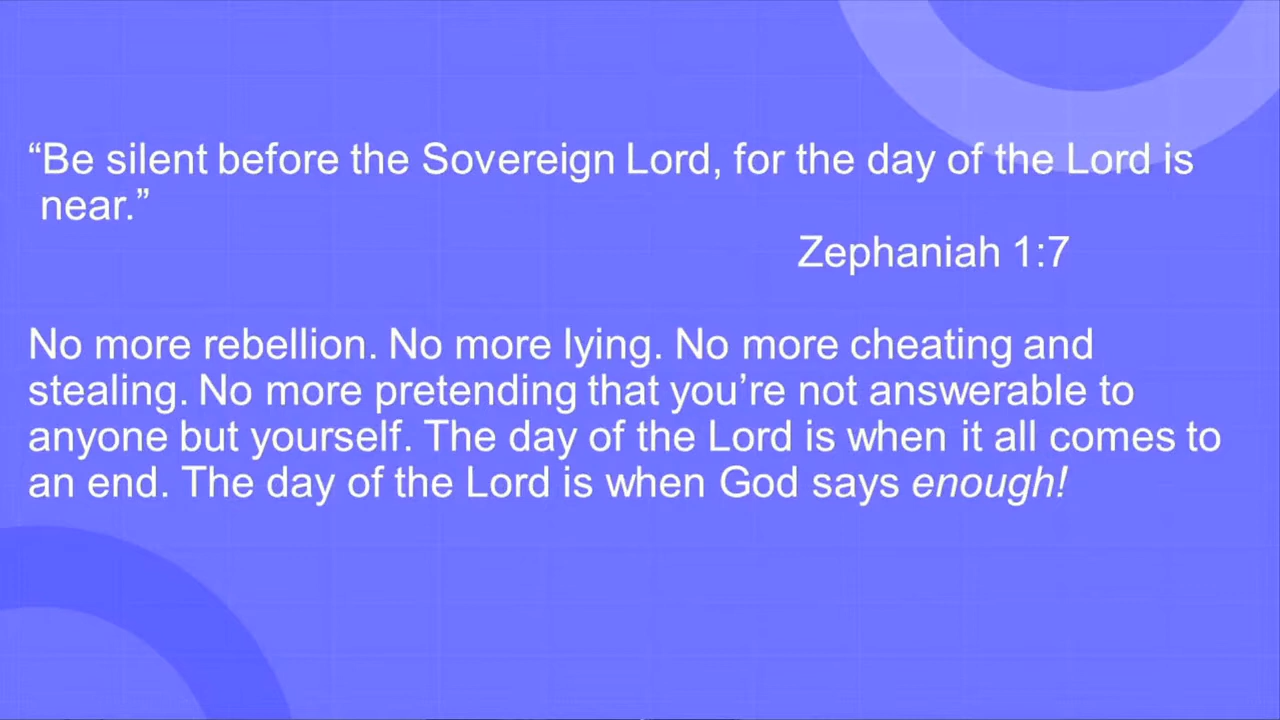 “Be silent before the Sovereign Lord, for the day of the Lord is
near.”
Zephaniah 1:7
No more rebellion. No more lying. No more cheating and
stealing. No more pretending that you’re not answerable to
anyone but yourself. The day of the Lord is when it all comes to
an end. The day of the Lord is when God says enough!